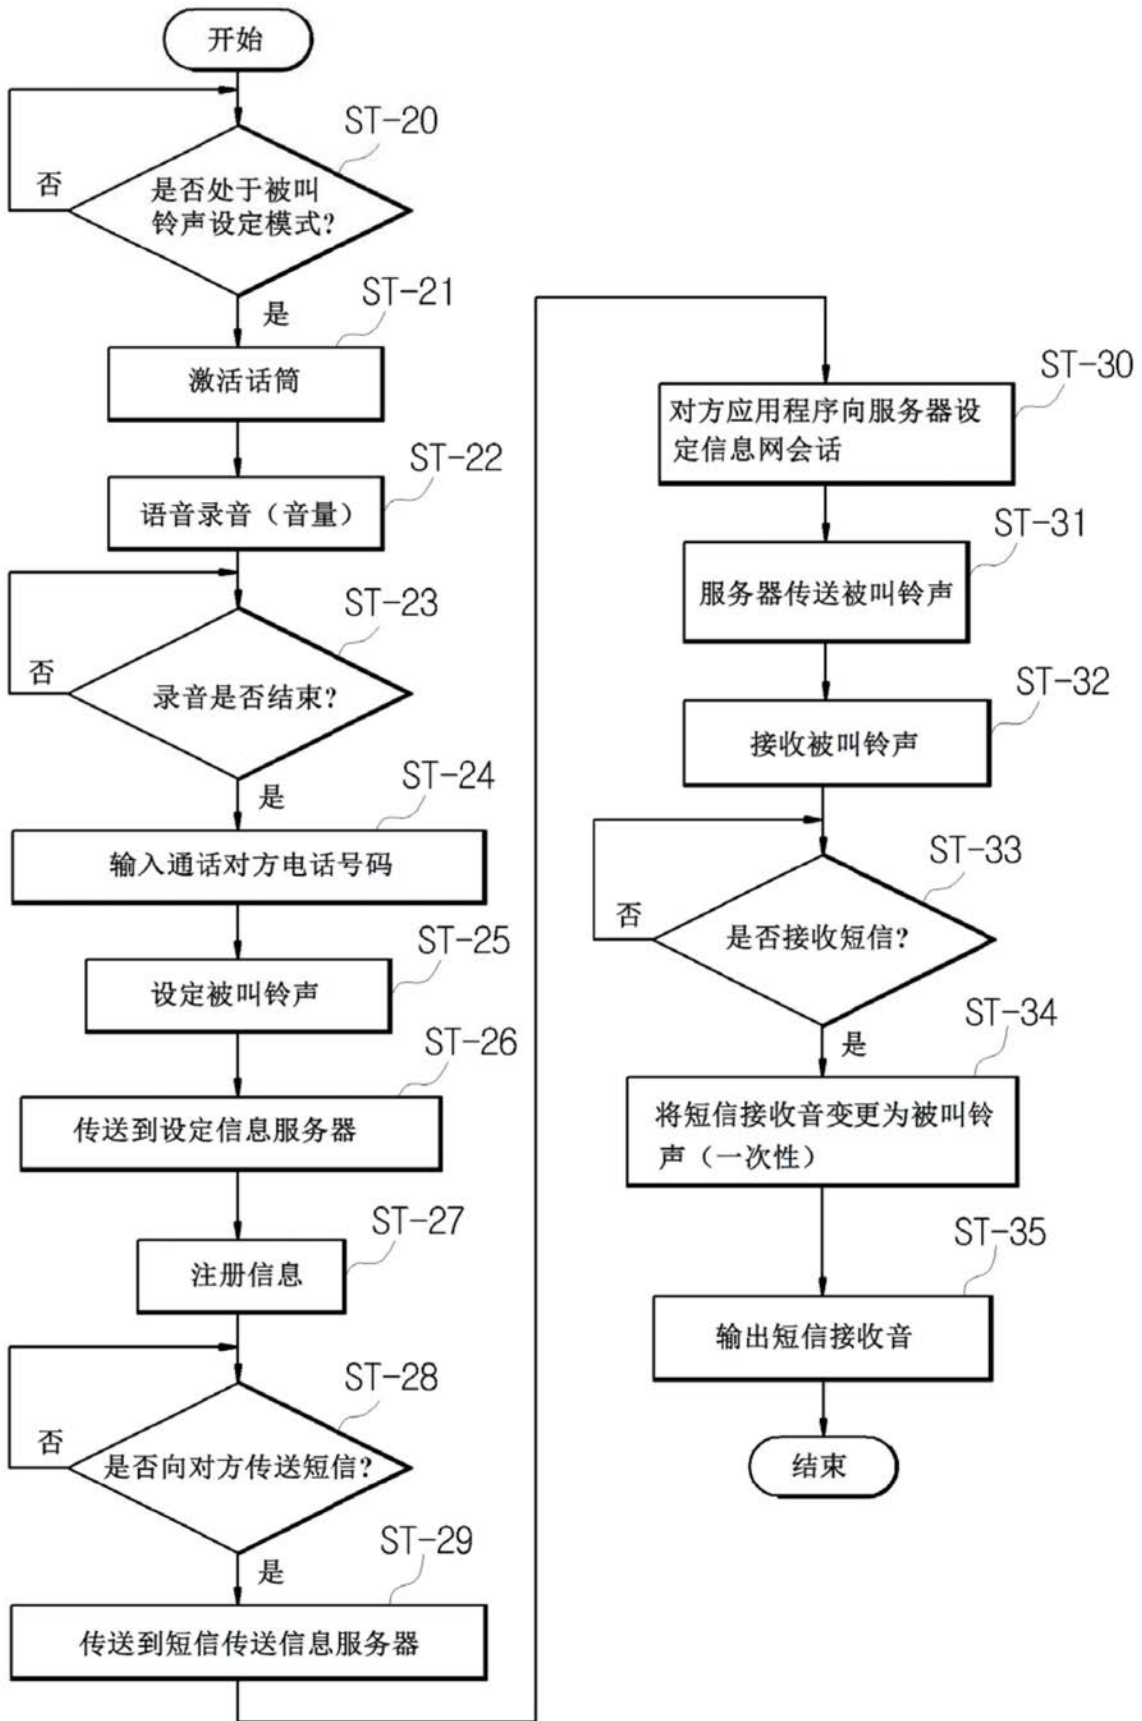 开始
ST-20
否
是否处于被叫
铃声设定模式?
是
ST-21
激活话筒
ST-22
语音录音（音量）
ST-23
否
录音是否结束?
是
ST-24
输入通话对方电话号码
ST-25
设定被叫铃声
ST-26
传送到设定信息服务器
ST-27
注册信息
ST-28
否
是否向对方传送短信?
是
ST-29
传送到短信传送信息服务器
ST-30
对方应用程序向服务器设
定信息网会话
ST-31
服务器传送被叫铃声
ST-32
接收被叫铃声
ST-33
否
是否接收短信?
是
ST-34
将短信接收音变更为被叫铃
声（一次性）
ST-35
输出短信接收音
结束